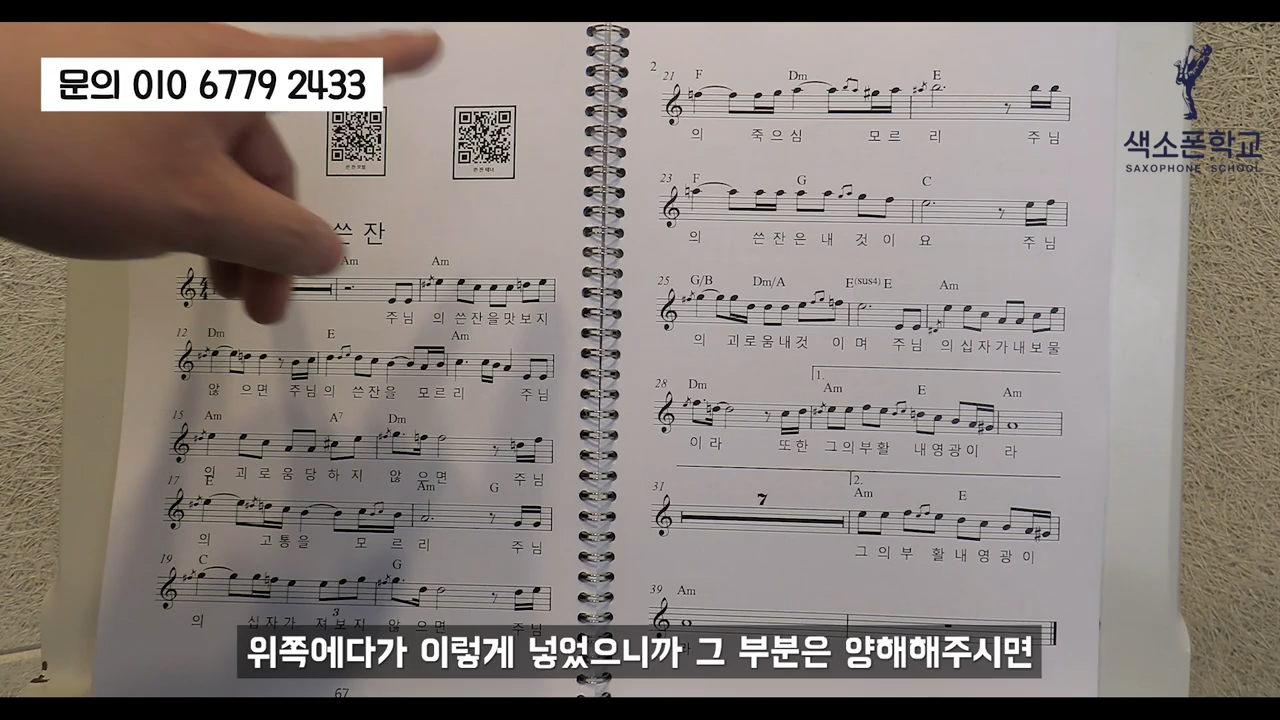 문의 010 6779 2433
색소폰학교
SAXOPHONE SCHOOL
쓴 잔
Am Am
주님 의 쓴잔을맛보지
12 Dm E Am
않 으면 주님의 쓴잔을 모르리 주님
15 Am A7 Dm
의 괴로움당하지 않 으면 주님
17 E Am G
의 고통을 모르리 주님
19 C G
3
의 십자가 져보지 않 으면 주님
67
2
21 F Dm E
의 죽으심 모르리 주님
23 F G C
의 쓴잔은내 것이 요 주님
25 G/B Dm/A E(sus4) E Am
의 괴로움내것 이며 주님 의십자가내보물
28 Dm 1. Am E Am
이라 또한 그의부활 내영광이 라
31 7 2. Am E
그의부 활내영광이
39 Am
위쪽에다가 이렇게 넣었으니까 그 부분은 양해해주시면